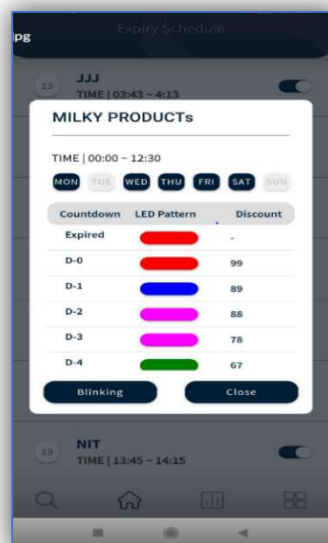 jpg
Expiry Schedule
13 JJJ
TIME | 03:43 ~ 4:13
MILKY PRODUCTs
TIME | 00:00 ~ 12:30
MON TUE WED THU FRI SAT SUN
Countdown LED Pattern Discount
Expired -
D-0 99
D-1 89
D-2 88
D-3 78
D-4 67
Blinking Close
19 NIT
TIME | 13:45 ~ 14:15